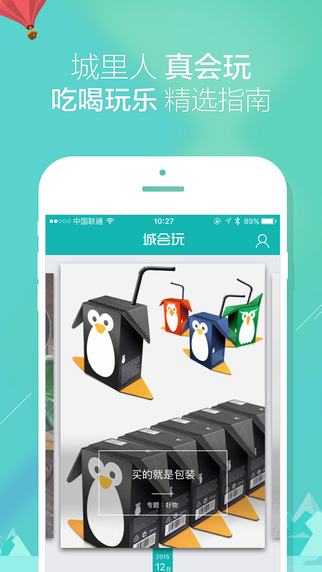 城里人 真会玩
吃喝玩乐 精选指南
中国联通 10:27 89%
城会玩
买的就是包装
专题：好物
2015
12月